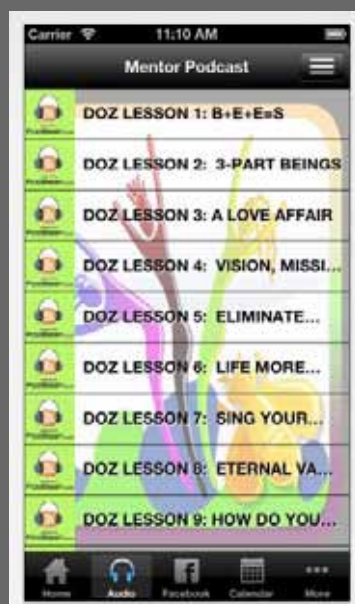 Carrier 11:10 AM
Mentor Podcast
DOZ LESSON 1: B+E+E=S
DOZ LESSON 2: 3-PART BEINGS
DOZ LESSON 3: A LOVE AFFAIR
DOZ LESSON 4: VISION, MISSI...
DOZ LESSON 5: ELIMINATE...
DOZ LESSON 6: LIFE MORE...
DOZ LESSON 7: SING YOUR...
DOZ LESSON 8: ETERNAL VA...
DOZ LESSON 9: HOW DO YOU...
Home Audio Facebook Calendar More